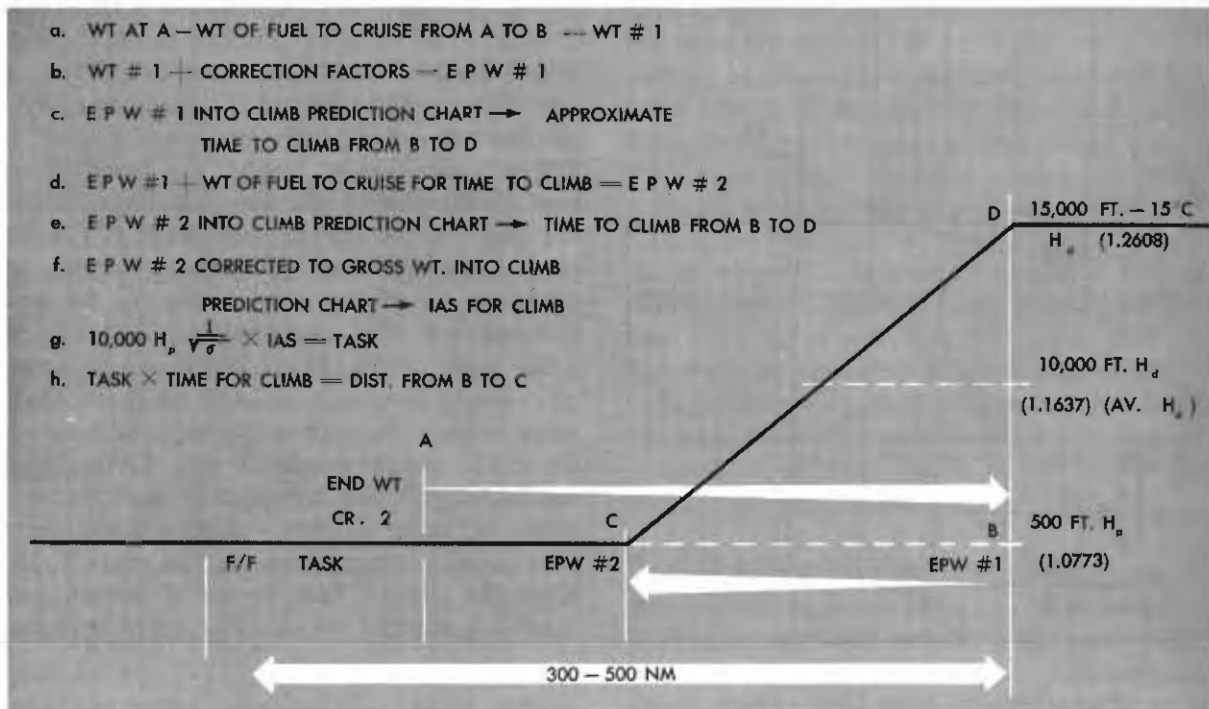 a. WT AT A – WT OF FUEL TO CRUISE FROM A TO B — WT # 1
b. WT # 1 + CORRECTION FACTORS — E P W # 1
c. E P W # 1 INTO CLIMB PREDICTION CHART → APPROXIMATE
TIME TO CLIMB FROM B TO D
d. E P W #1 + WT OF FUEL TO CRUISE FOR TIME TO CLIMB = E P W # 2
e. E P W # 2 INTO CLIMB PREDICTION CHART → TIME TO CLIMB FROM B TO D
f. E P W # 2 CORRECTED TO GROSS WT. INTO CLIMB
PREDICTION CHART → IAS FOR CLIMB
g. 10,000 Hp 1/√σ × IAS = TASK
h. TASK × TIME FOR CLIMB = DIST. FROM B TO C
D
15,000 FT. – 15°C
H (1.2608)
10,000 FT. Hd
(1.1637) (AV. H )
A
END WT
CR. 2
C
B
500 FT. Hp
(1.0773)
F/F TASK
EPW #2
EPW #1
300 – 500 NM